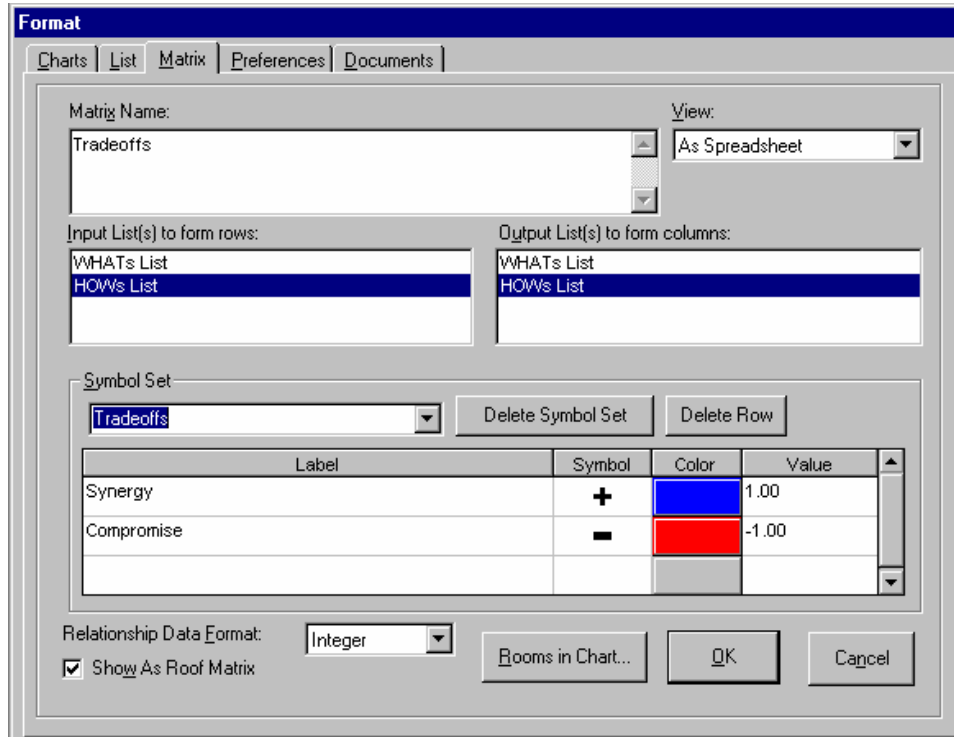 Format
Charts List Matrix Preferences Documents
Matrix Name: View:
Tradeoffs As Spreadsheet
Input List(s) to form rows: Output List(s) to form columns:
WHATs List WHATs List
HOWs List HOWs List
Symbol Set
Tradeoffs Delete Symbol Set Delete Row
Label Symbol Color Value
Synergy + 1.00
Compromise - -1.00
Relationship Data Format: Integer
Show As Roof Matrix Rooms in Chart... OK Cancel